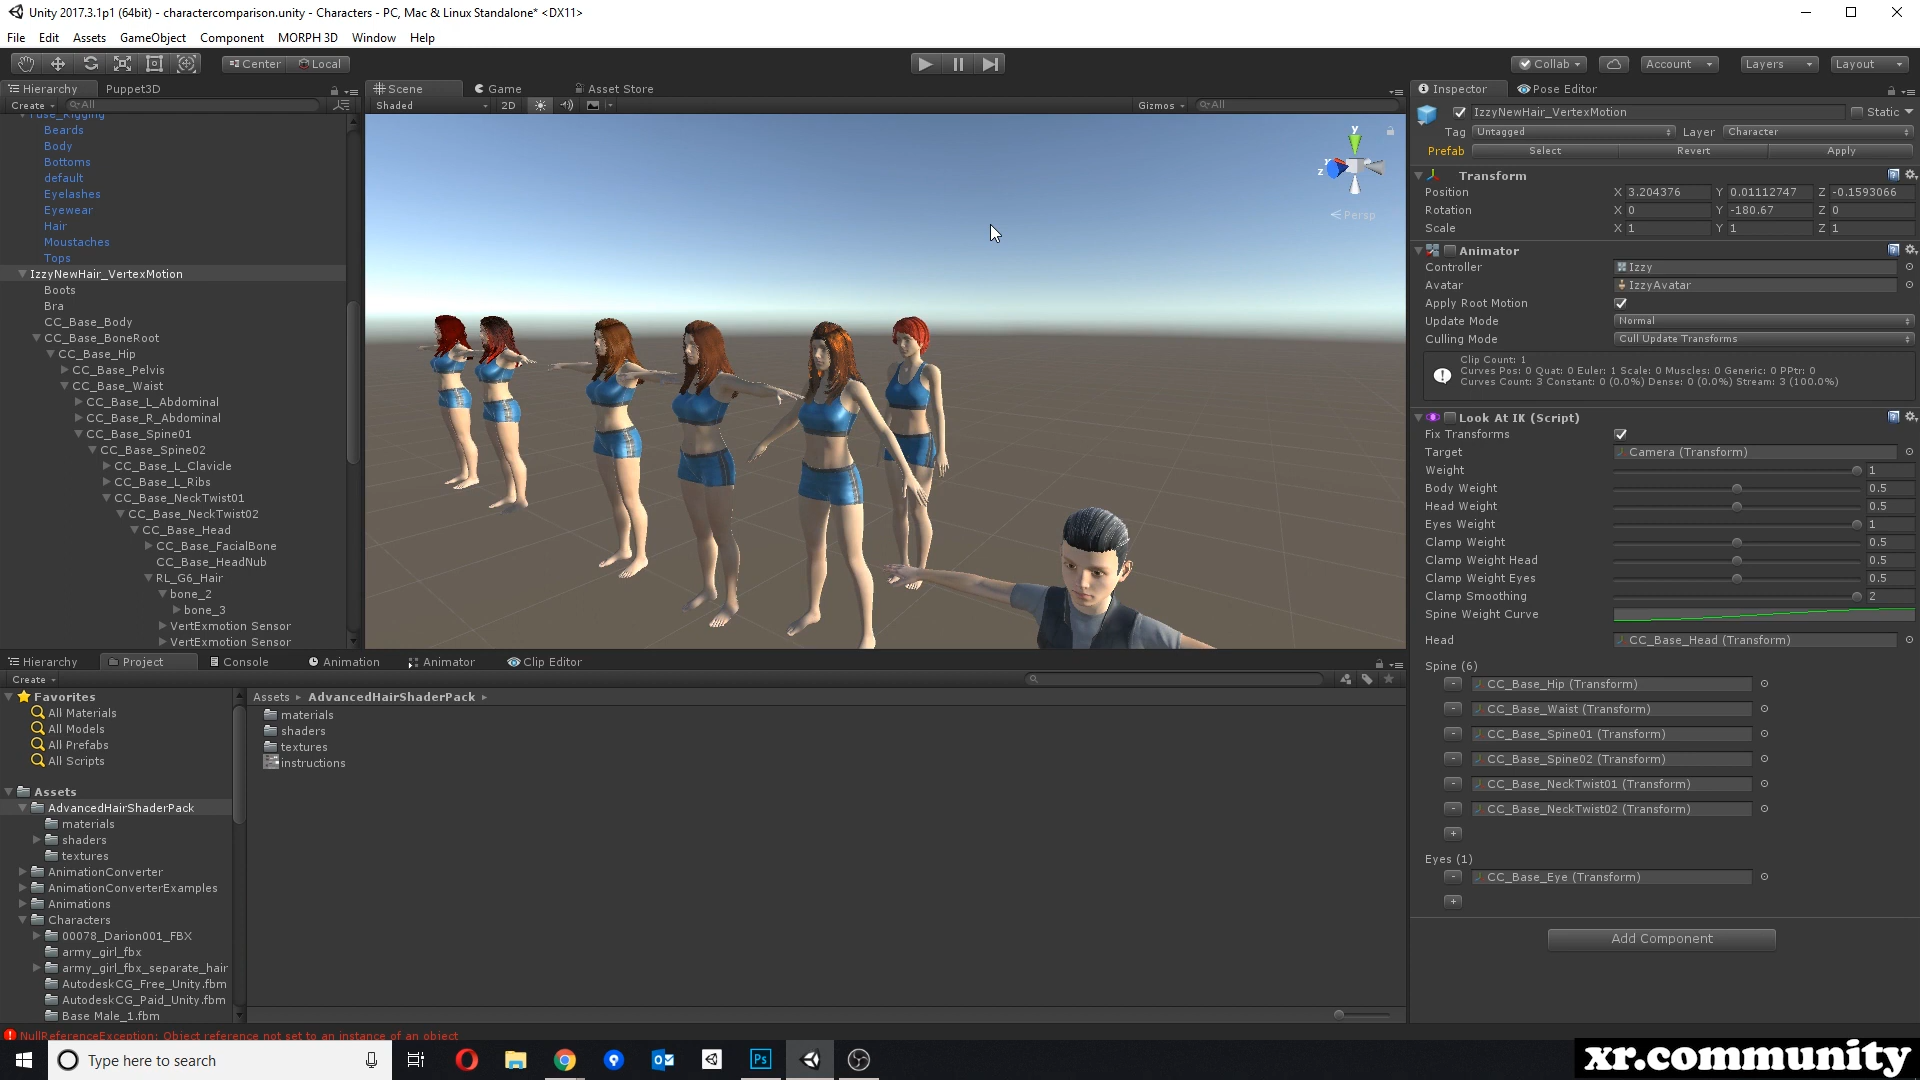 Unity 2017.3.1p1 (64bit) - charactercomparison.unity - Characters - PC, Mac & Linux Standalone* <DX11>
File Edit Assets GameObject Component MORPH 3D Window Help
Center Local Collab Account Layers Layout
Hierarchy Puppet3D
Create All
Fuse_Rigging
Beards
Body
Bottoms
default
Eyelashes
Eyewear
Hair
Moustaches
Tops
IzzyNewHair_VertexMotion
Boots
Bra
CC_Base_Body
CC_Base_BoneRoot
CC_Base_Hip
CC_Base_Pelvis
CC_Base_Waist
CC_Base_L_Abdominal
CC_Base_R_Abdominal
CC_Base_Spine01
CC_Base_Spine02
CC_Base_L_Clavicle
CC_Base_L_Ribs
CC_Base_NeckTwist01
CC_Base_NeckTwist02
CC_Base_Head
CC_Base_FacialBone
CC_Base_HeadNub
RL_G6_Hair
bone_2
bone_3
VertExmotion Sensor
VertExmotion Sensor
Scene Game Asset Store
Shaded 2D Gizmos All
y
z
Persp
Inspector Pose Editor
IzzyNewHair_VertexMotion Static
Tag Untagged Layer Character
Prefab Select Revert Apply
Transform
Position X 3.204376 Y 0.01112747 Z -0.1593066
Rotation X 0 Y -180.67 Z 0
Scale X 1 Y 1 Z 1
Animator
Controller Izzy
Avatar IzzyAvatar
Apply Root Motion
Update Mode Normal
Culling Mode Cull Update Transforms
Clip Count: 1
Curves Pos: 0 Quat: 0 Euler: 1 Scale: 0 Muscles: 0 Generic: 0 PPtr: 0
Curves Count: 3 Constant: 0 (0.0%) Dense: 0 (0.0%) Stream: 3 (100.0%)
Look At IK (Script)
Fix Transforms
Target Camera (Transform)
Weight 1
Body Weight 0.5
Head Weight 0.5
Eyes Weight 1
Clamp Weight 0.5
Clamp Weight Head 0.5
Clamp Weight Eyes 0.5
Clamp Smoothing 2
Spine Weight Curve
Head CC_Base_Head (Transform)
Spine (6)
- CC_Base_Hip (Transform)
- CC_Base_Waist (Transform)
- CC_Base_Spine01 (Transform)
- CC_Base_Spine02 (Transform)
- CC_Base_NeckTwist01 (Transform)
- CC_Base_NeckTwist02 (Transform)
+
Eyes (1)
- CC_Base_Eye (Transform)
+
Add Component
Hierarchy Project Console Animation Animator Clip Editor
Create
Favorites
All Materials
All Models
All Prefabs
All Scripts
Assets
AdvancedHairShaderPack
materials
shaders
textures
AnimationConverter
AnimationConverterExamples
Animations
Characters
00078_Darion001_FBX
army_girl_fbx
army_girl_fbx_separate_hair
AutodeskCG_Free_Unity.fbm
AutodeskCG_Paid_Unity.fbm
Base Male_1.fbm
Assets AdvancedHairShaderPack
materials
shaders
textures
instructions
NullReferenceException: Object reference not set to an instance of an object
Type here to search
Ps
xr.community